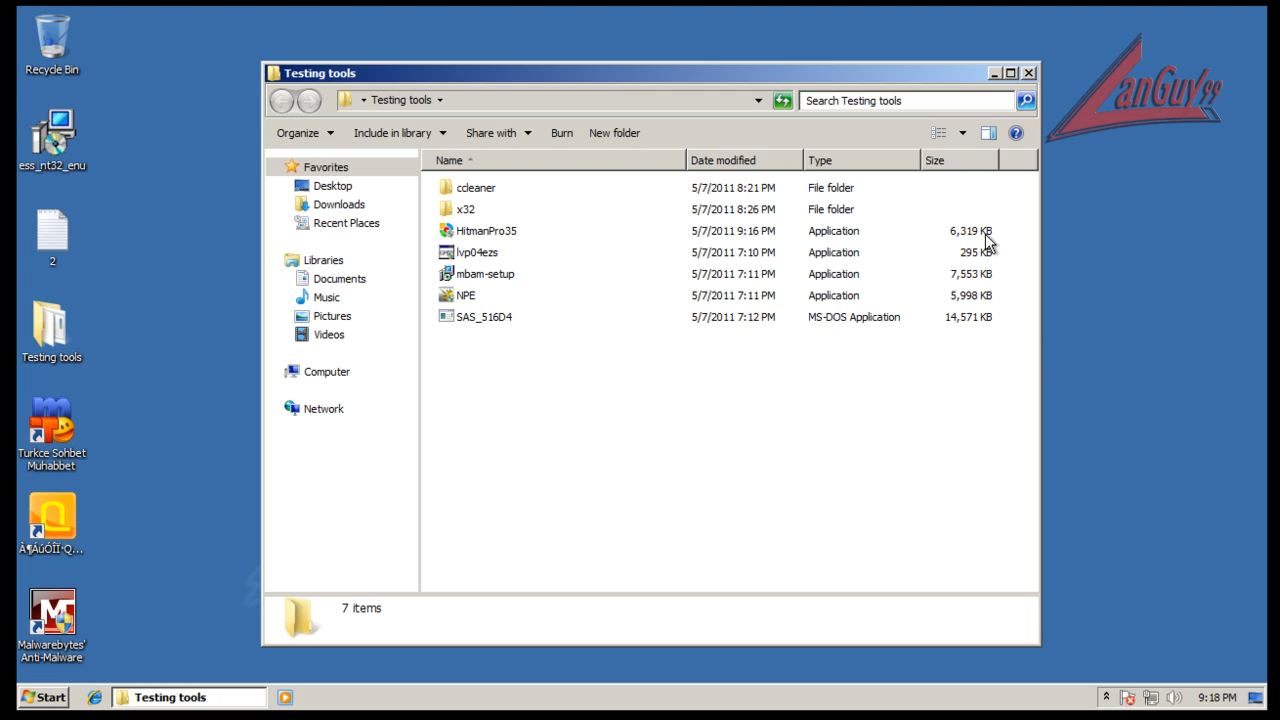 Recycle Bin
ess_nt32_enu
2
Testing tools
Turkce Sohbet
Muhabbet
À¶ÁúÓÎÏ·Q...
Malwarebytes'
Anti-Malware
Testing tools
Testing tools
Search Testing tools
Organize
Include in library
Share with
Burn
New folder
Favorites
Desktop
Downloads
Recent Places
Libraries
Documents
Music
Pictures
Videos
Computer
Network
Name Date modified Type Size
ccleaner 5/7/2011 8:21 PM File folder
x32 5/7/2011 8:26 PM File folder
HitmanPro35 5/7/2011 9:16 PM Application 6,319 KB
lvp04ezs 5/7/2011 7:10 PM Application 295 KB
mbam-setup 5/7/2011 7:11 PM Application 7,553 KB
NPE 5/7/2011 7:11 PM Application 5,998 KB
SAS_516D4 5/7/2011 7:12 PM MS-DOS Application 14,571 KB
7 items
LanGuy99
Start
Testing tools
9:18 PM